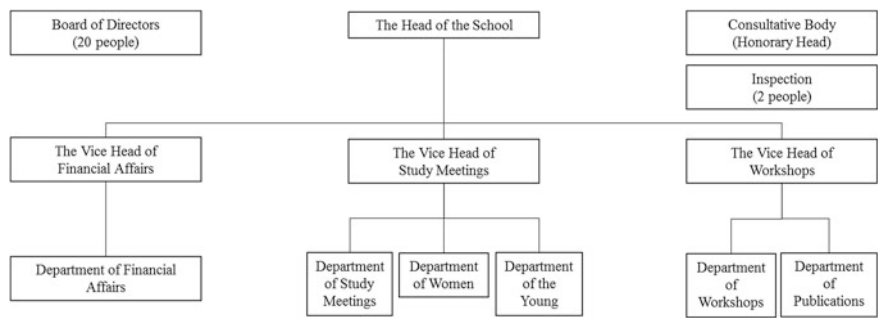 Board of Directors
(20 people)
The Head of the School
Consultative Body
(Honorary Head)
Inspection
(2 people)
The Vice Head of
Financial Affairs
The Vice Head of
Study Meetings
The Vice Head of
Workshops
Department of Financial
Affairs
Department
of Study
Meetings
Department
of Women
Department
of the
Young
Department
of
Workshops
Department
of
Publications